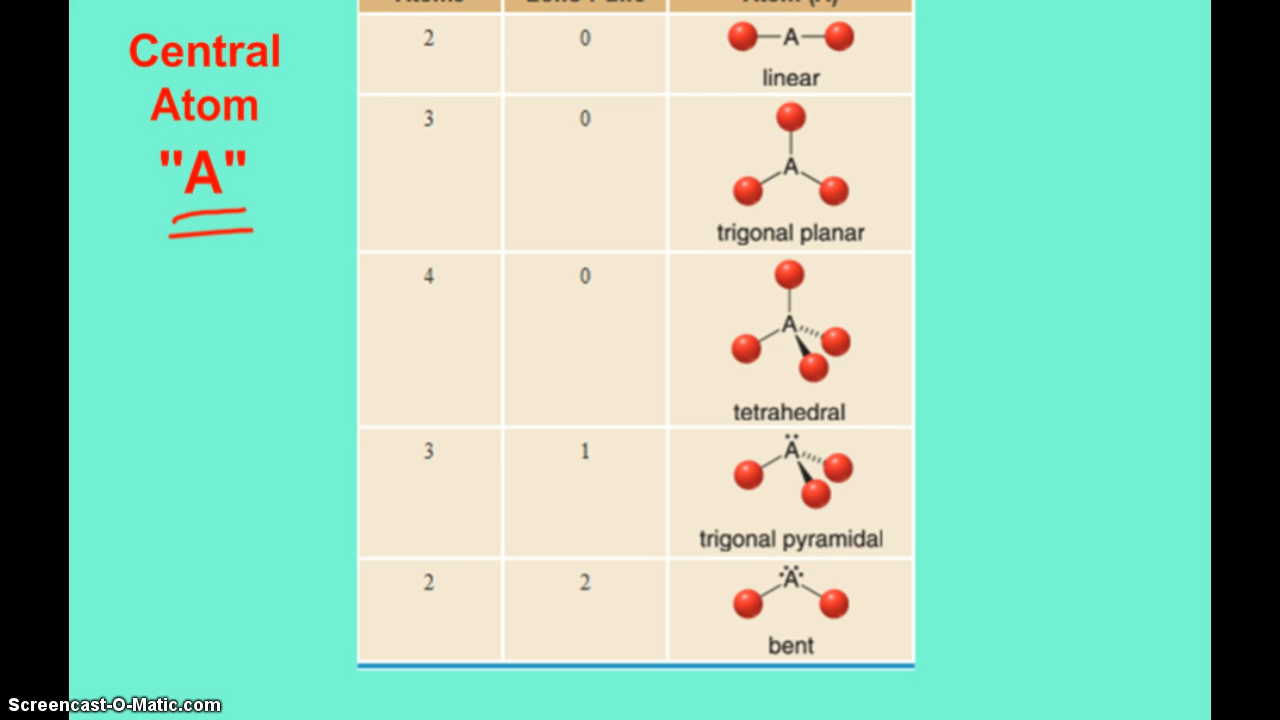 Central
Atom
"A"
2 0 A
linear
3 0 A
trigonal planar
4 0 A
tetrahedral
3 1 A
trigonal pyramidal
2 2 A
bent
Screencast-O-Matic.com